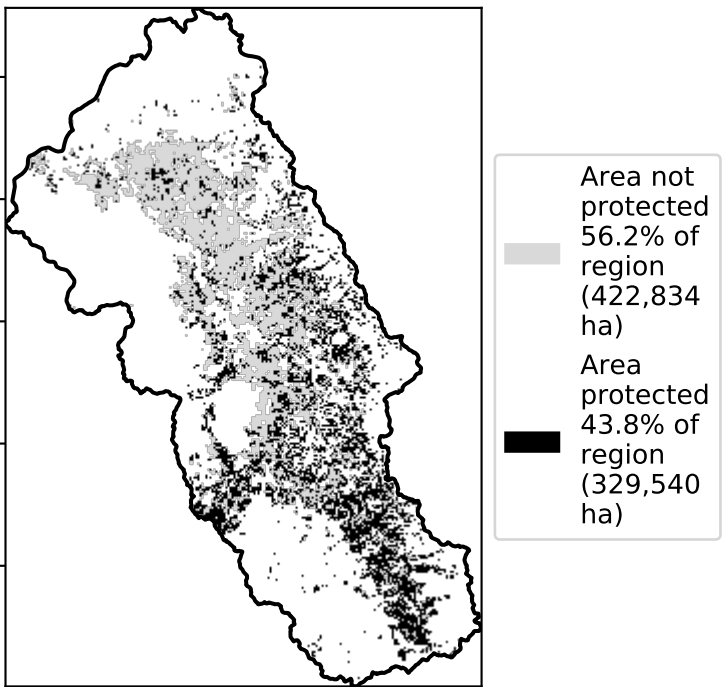 Area not
protected
56.2% of
region
(422,834
ha)
Area
protected
43.8% of
region
(329,540
ha)